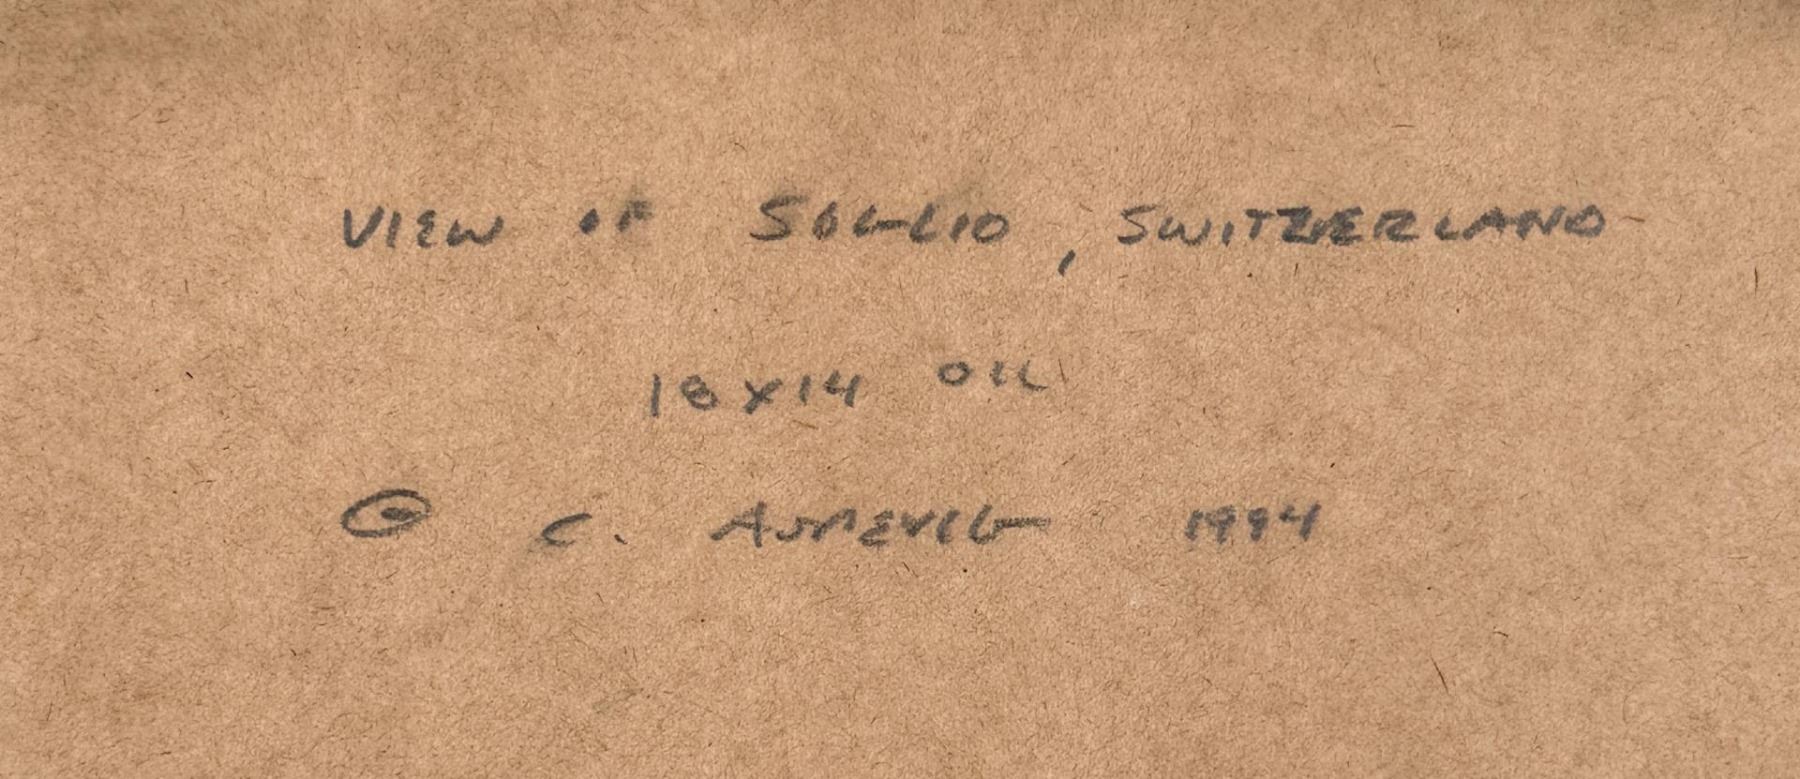 VIEW OF SOGLIO, SWITZERLAND
18x14 OIL
© C. 1994